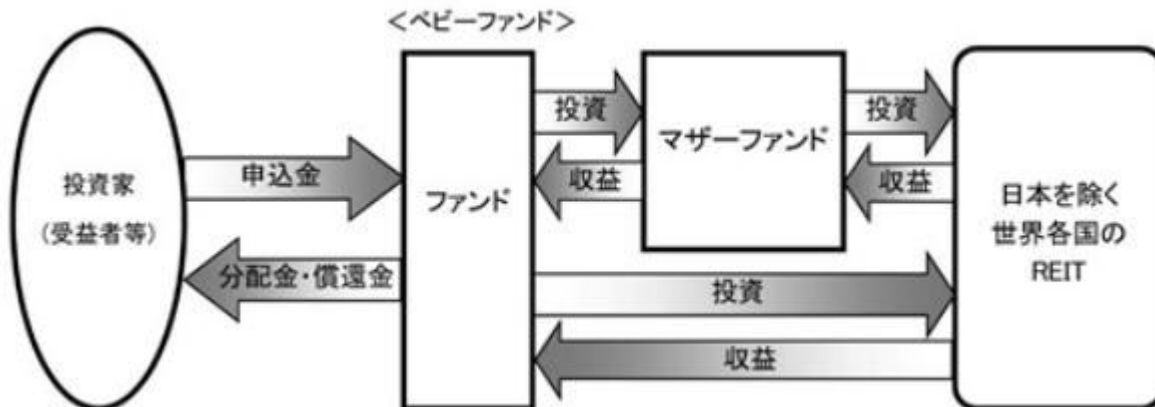 <ベビーファンド>
投資家
(受益者等)
申込金
分配金・償還金
ファンド
投資
収益
マザーファンド
投資
収益
投資
収益
日本を除く
世界各国の
REIT